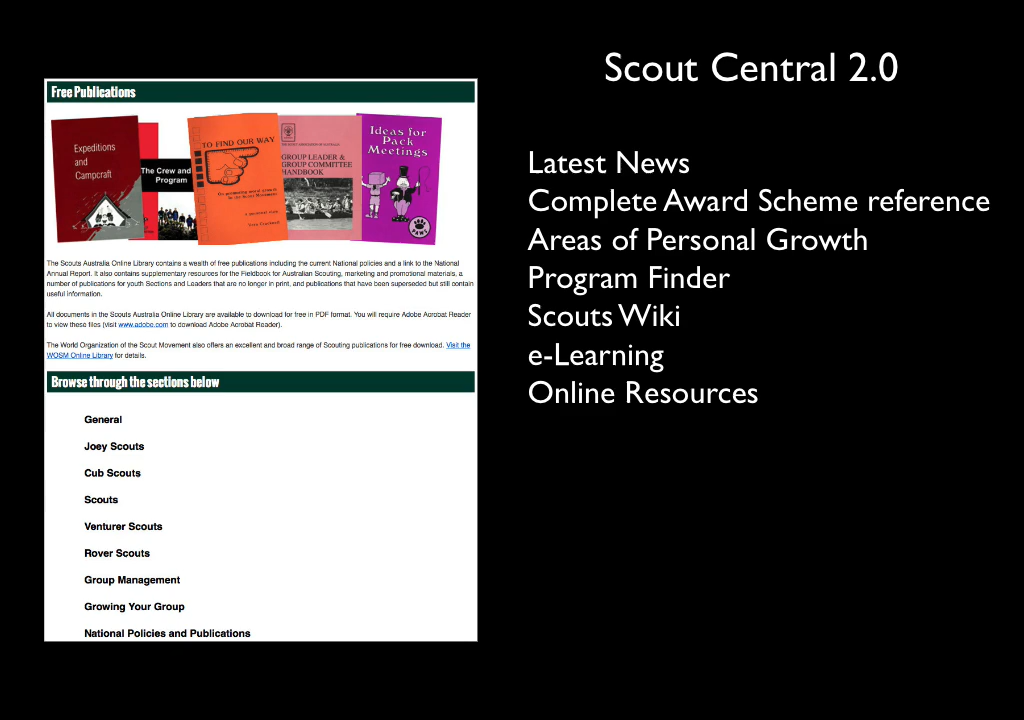 Scout Central 2.0
Free Publications
Expeditions
and
Campcraft
The Crew and
Program
TO FIND OUR WAY
GROUP LEADER &
GROUP COMMITTEE
HANDBOOK
Ideas for
Pack
Meetings
The Scouts Australia Online Library contains a wealth of free publications including the current National policies and a link to the National
Annual Report. It also contains supplementary resources for the Fieldbook for Australian Scouting, marketing and promotional materials, a
number of publications for youth Sections and Leaders that are no longer in print, and publications that have been superseded but still contain
useful information.
All documents in the Scouts Australia Online Library are available to download for free in PDF format. You will require Adobe Acrobat Reader
to view these files (visit www.adobe.com to download Adobe Acrobat Reader).
The World Organization of the Scout Movement also offers an excellent and broad range of Scouting publications for free download. Visit the
WOSM Online Library for details.
Browse through the sections below
General
Joey Scouts
Cub Scouts
Scouts
Venturer Scouts
Rover Scouts
Group Management
Growing Your Group
National Policies and Publications
Latest News
Complete Award Scheme reference
Areas of Personal Growth
Program Finder
Scouts Wiki
e-Learning
Online Resources